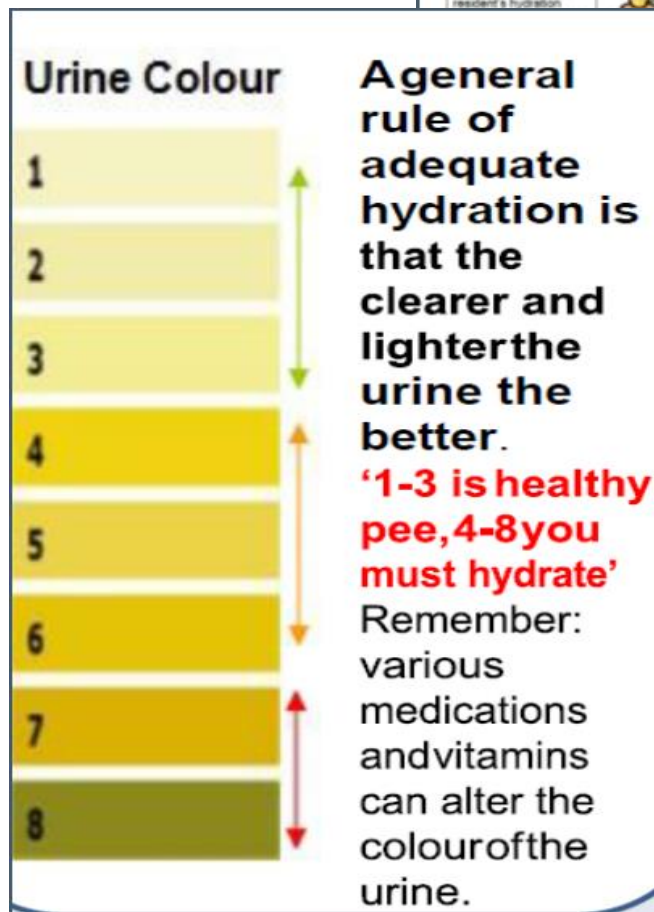 resident's hydration
Urine Colour
1
2
3
4
5
6
7
8
Ageneral
rule of
adequate
hydration is
that the
clearer and
lighterthe
urine the
better.
‘1-3 is healthy
pee,4-8you
must hydrate’
Remember:
various
medications
andvitamins
can alter the
colourofthe
urine.